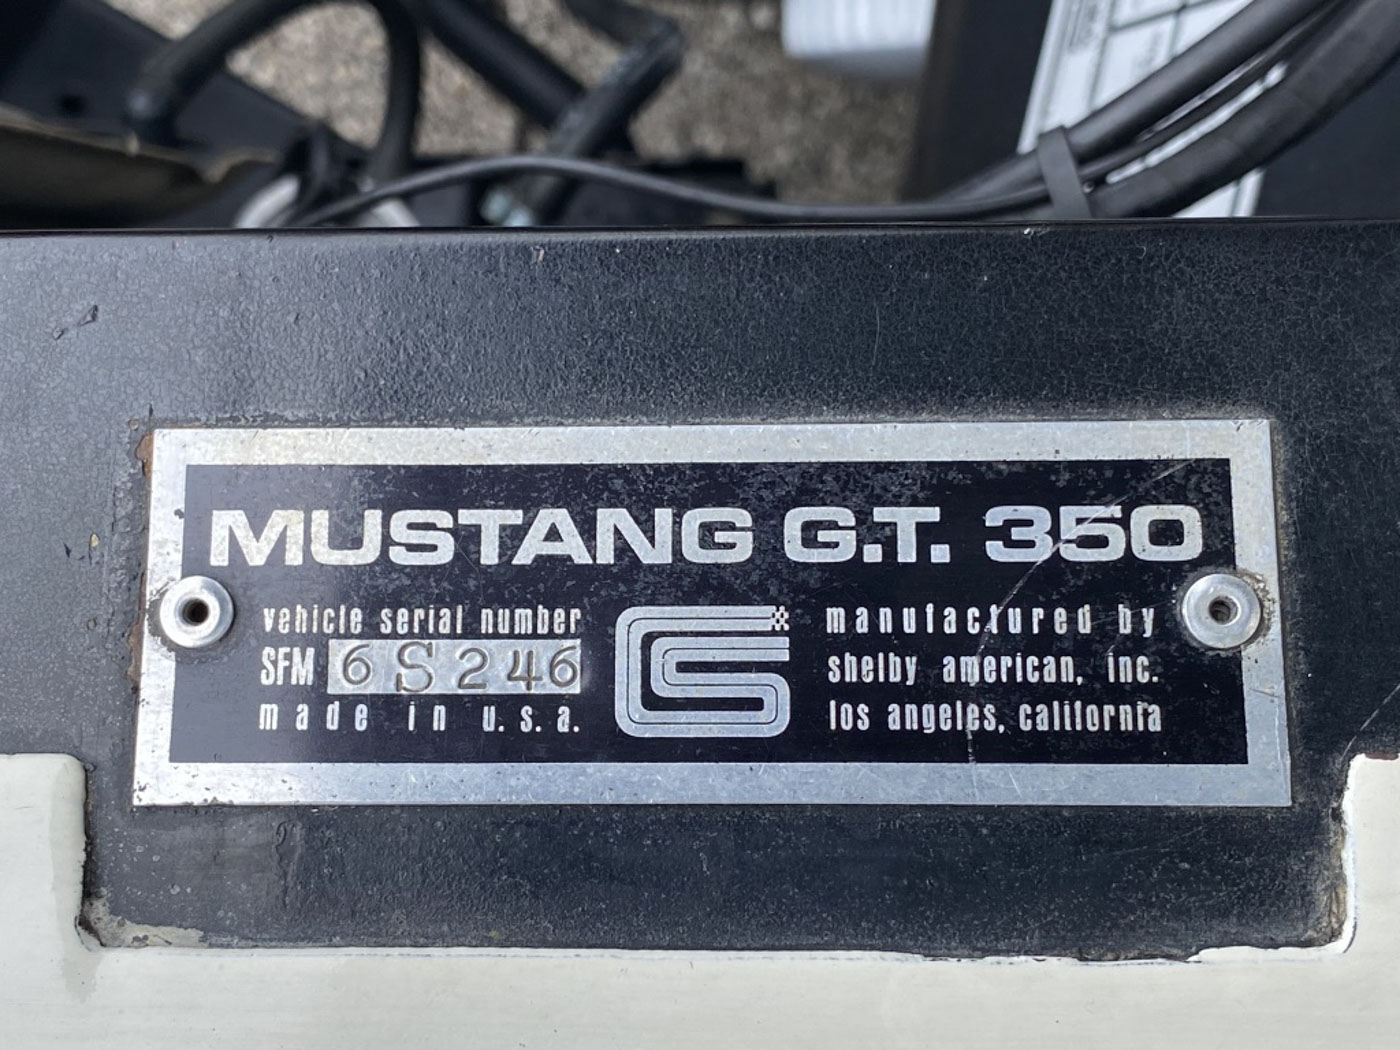 MUSTANG G.T. 350
vehicle serial number
SFM 6S246
made in u.s.a.
manufactured by
shelby american, inc.
los angeles, california